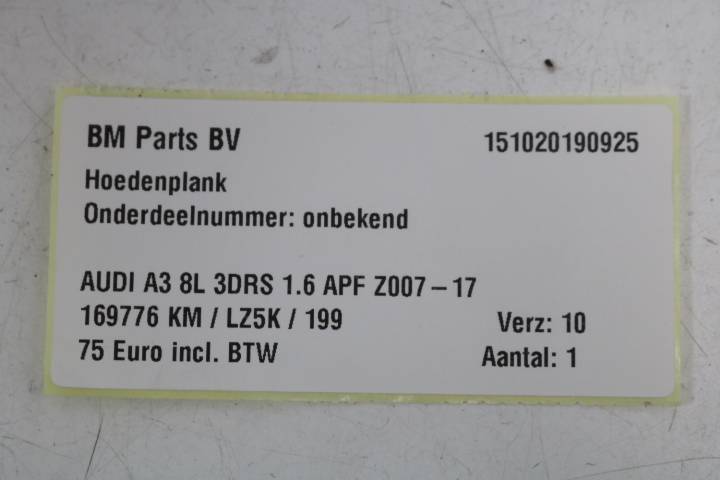 BM Parts BV 151020190925
Hoedenplank
Onderdeelnummer: onbekend
AUDI A3 8L 3DRS 1.6 APF Z007 – 17
169776 KM / LZ5K / 199 Verz: 10
75 Euro incl. BTW Aantal: 1